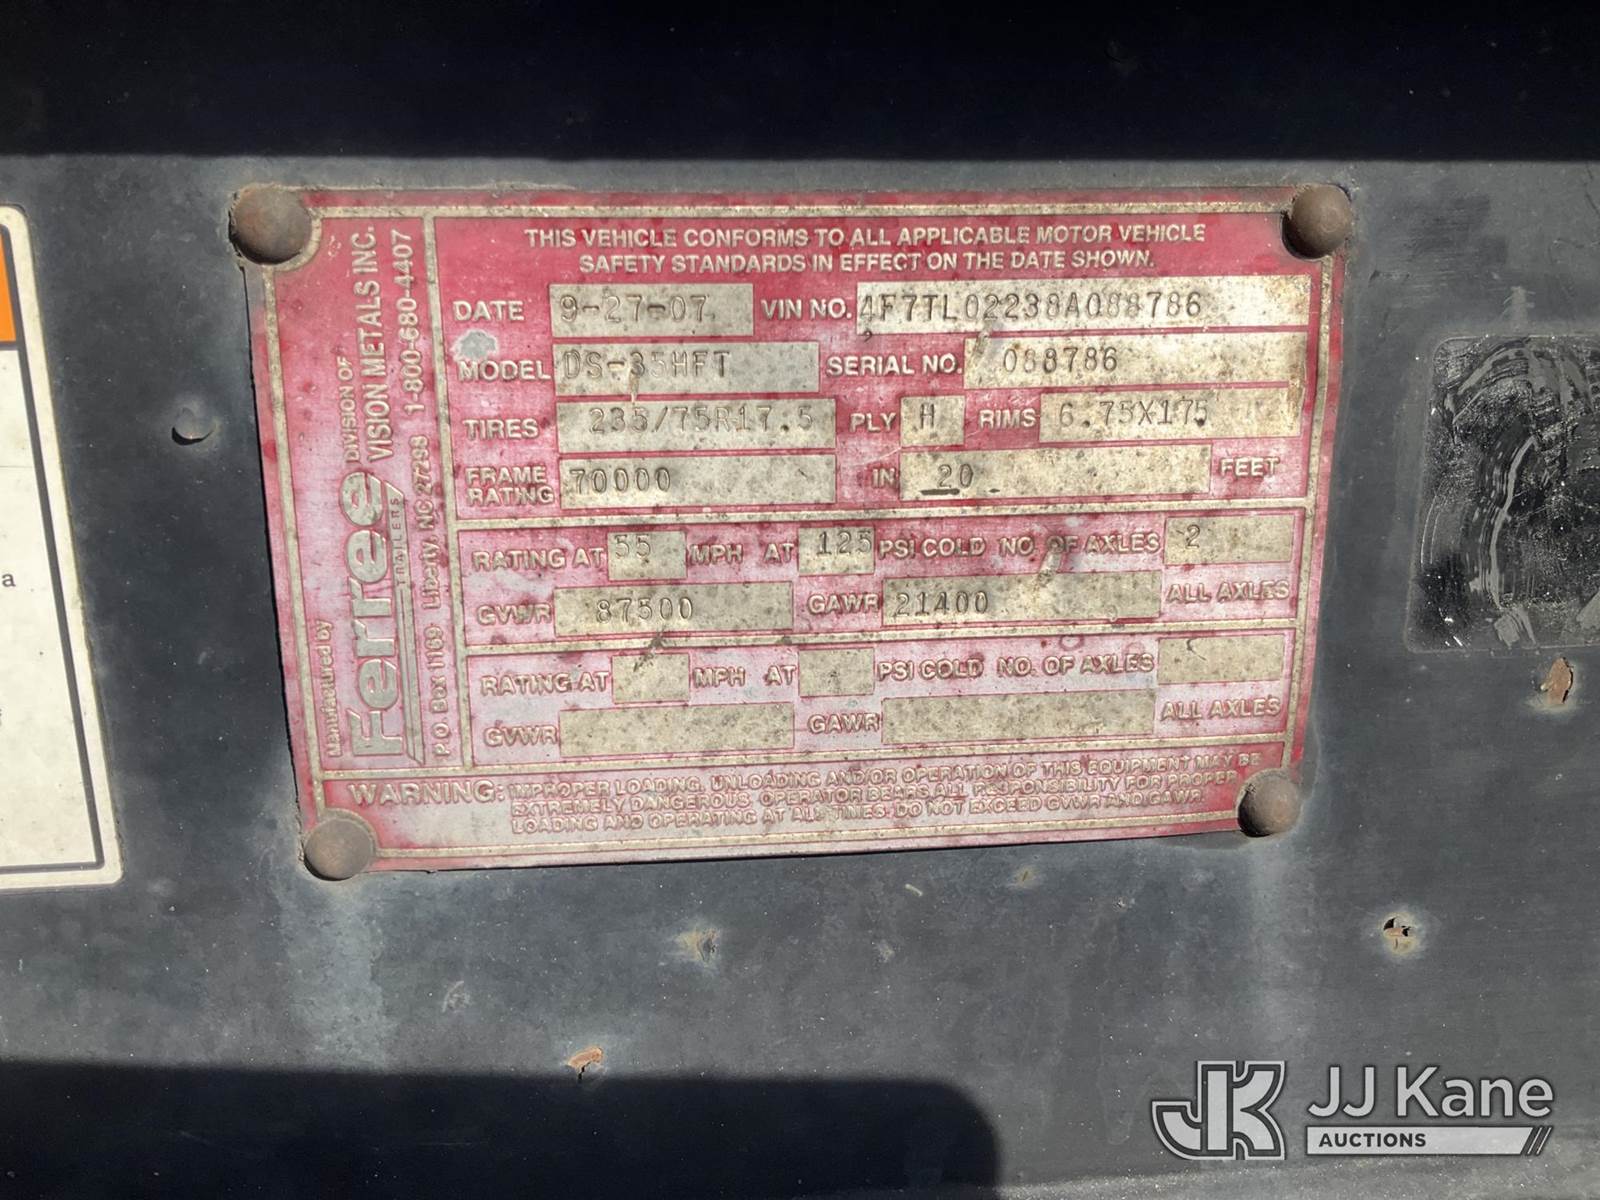 THIS VEHICLE CONFORMS TO ALL APPLICABLE MOTOR VEHICLE
SAFETY STANDARDS IN EFFECT ON THE DATE SHOWN.
DATE 9-27-07 VIN NO. 4F7TL02238A088786
MODEL DS-35HFT SERIAL NO. 088786
TIRES 235/75R17.5 PLY H RIMS 6.75X175
FRAME RATING 70000 IN 20 FEET
RATING AT 55 MPH AT 125 PSI COLD NO. OF AXLES 2
GVWR 87500 GAWR 21400 ALL AXLES
RATING AT MPH AT PSI COLD NO. OF AXLES
GVWR GAWR ALL AXLES
WARNING: IMPROPER LOADING, UNLOADING AND/OR OPERATION OF THIS EQUIPMENT MAY BE
EXTREMELY DANGEROUS. OPERATOR BEARS ALL RESPONSIBILITY FOR PROPER
LOADING AND OPERATING AT ALL TIMES. DO NOT EXCEED GVWR AND GAWR.
Manufactured by
Ferree
TRAILERS
DIVISION OF
VISION METALS INC.
P.O. BOX 1169 Liberty, NC 27298 1-800-680-4407
a
JK JJ Kane
AUCTIONS